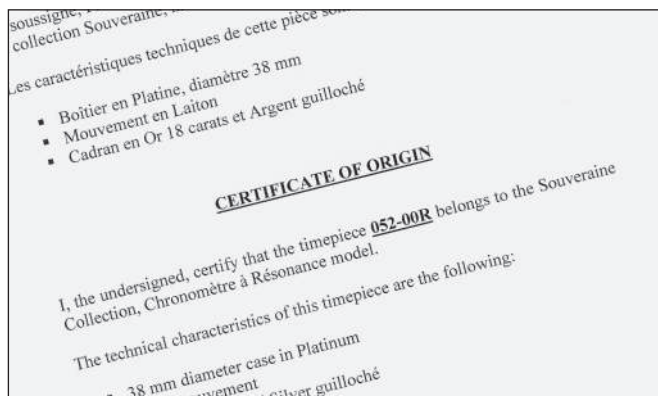 soussigné,
collection Souveraine,
Les caractéristiques techniques de cette pièce
▪ Boîtier en Platine, diamètre 38 mm
▪ Mouvement en Laiton
▪ Cadran en Or 18 carats et Argent guilloché
CERTIFICATE OF ORIGIN
I, the undersigned, certify that the timepiece 052-00R belongs to the Souveraine
Collection, Chronomètre à Résonance model.
The technical characteristics of this timepiece are the following:
38 mm diameter case in Platinum
Silver guilloché